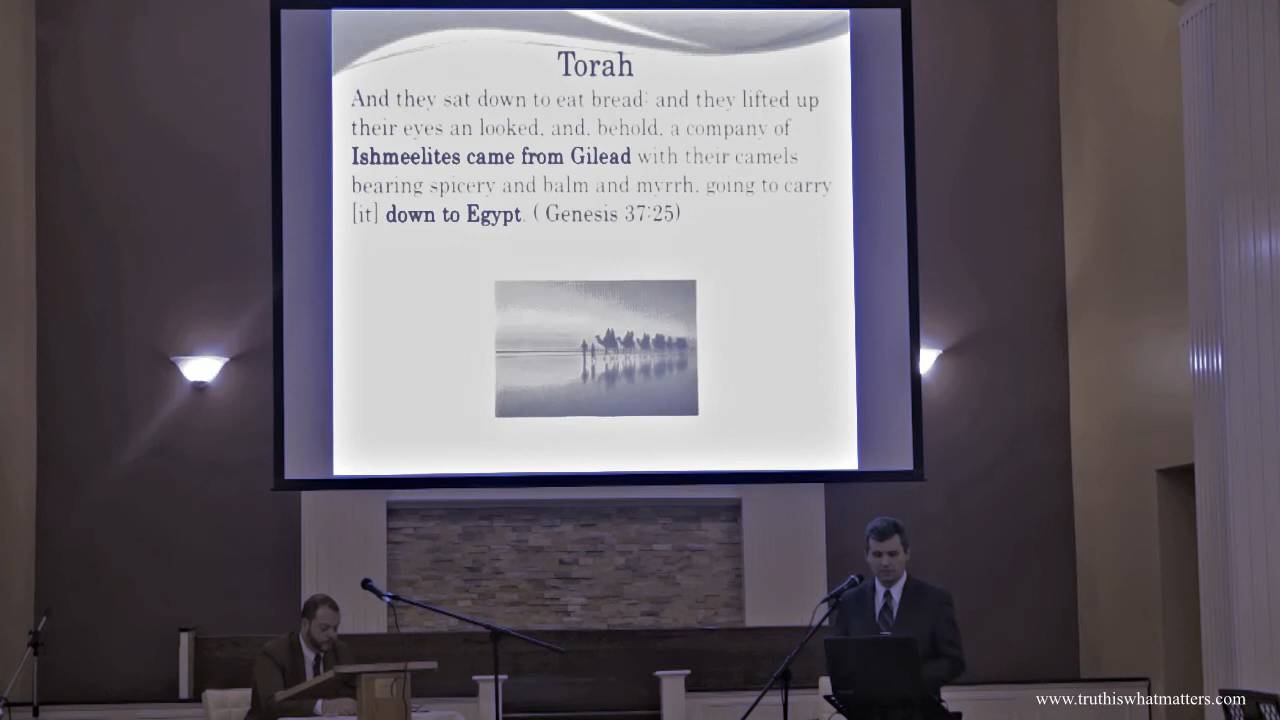 Torah
And they sat down to eat bread: and they lifted up
their eyes an looked, and, behold, a company of
Ishmeelites came from Gilead with their camels
bearing spicery and balm and myrrh, going to carry
[it] down to Egypt. ( Genesis 37:25)
www.truthiswhatmatters.com